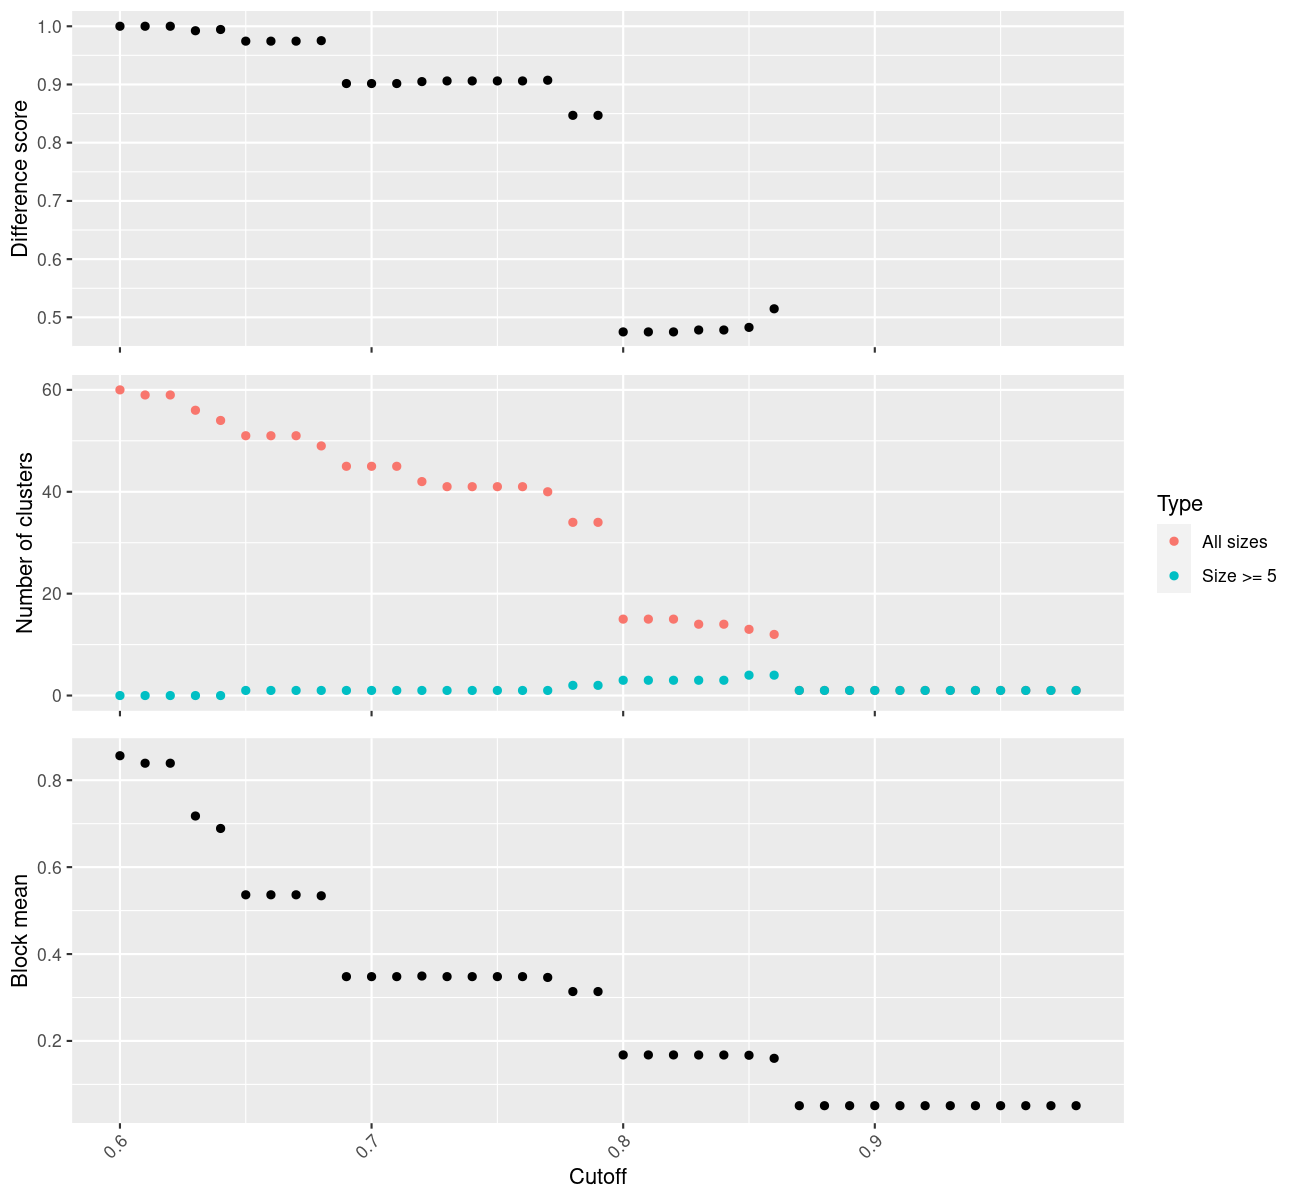 Difference score
1.0
0.9
0.8
0.7
0.6
0.5
Number of clusters
60
40
20
0
Type
All sizes
Size >= 5
Block mean
0.8
0.6
0.4
0.2
0.6
0.7
0.8
0.9
Cutoff